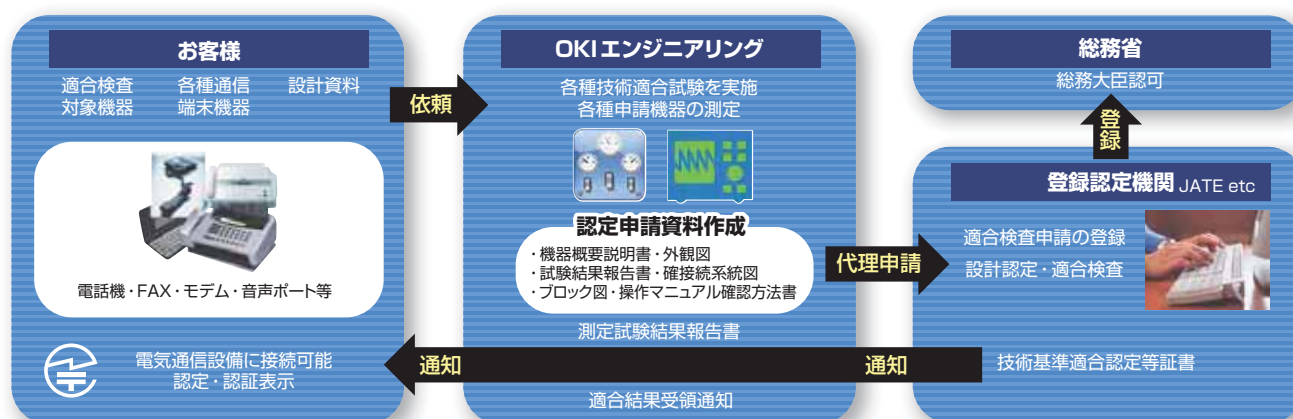 お客様
適合検査
対象機器
各種通信
端末機器
設計資料
電話機・FAX・モデム・音声ポート等
電気通信設備に接続可能
認定・認証表示
依頼
OKIエンジニアリング
各種技術適合試験を実施
各種申請機器の測定
認定申請資料作成
・機器概要説明書・外観図
・試験結果報告書・確接続系統図
・ブロック図・操作マニュアル確認方法書
測定試験結果報告書
適合結果受領通知
代理申請
総務省
総務大臣認可
登録
登録認定機関 JATE etc
適合検査申請の登録
設計認定・適合検査
技術基準適合認定等証書
通知
通知